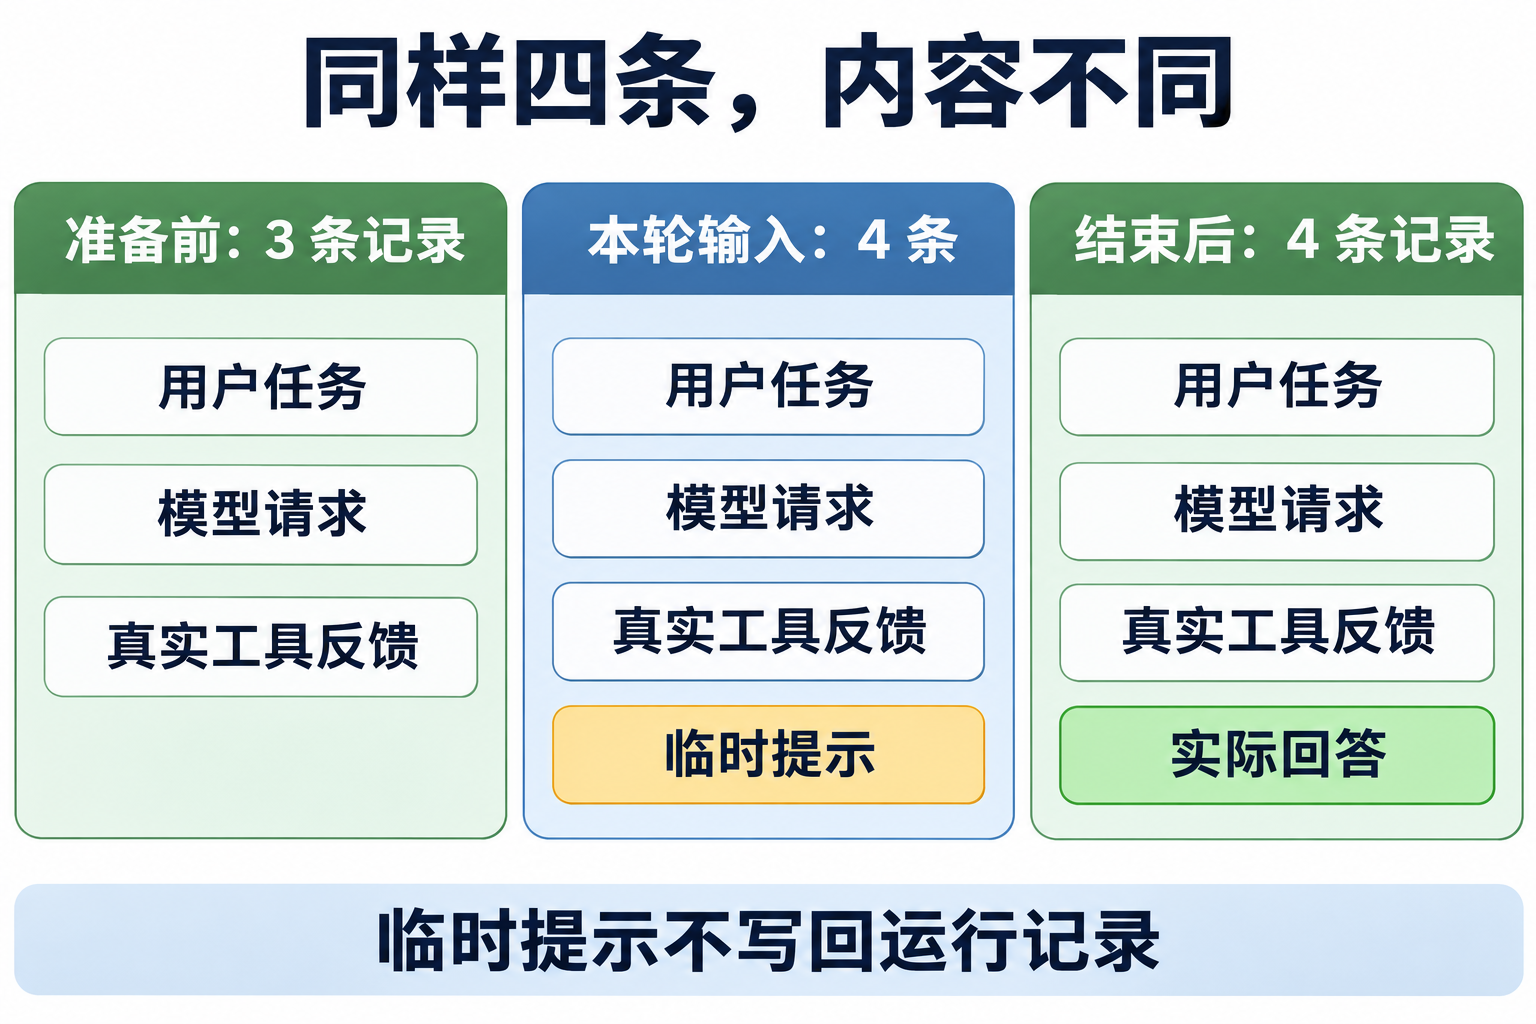 同样四条，内容不同
准备前：3 条记录
用户任务
模型请求
真实工具反馈
本轮输入：4 条
用户任务
模型请求
真实工具反馈
临时提示
结束后：4 条记录
用户任务
模型请求
真实工具反馈
实际回答
临时提示不写回运行记录